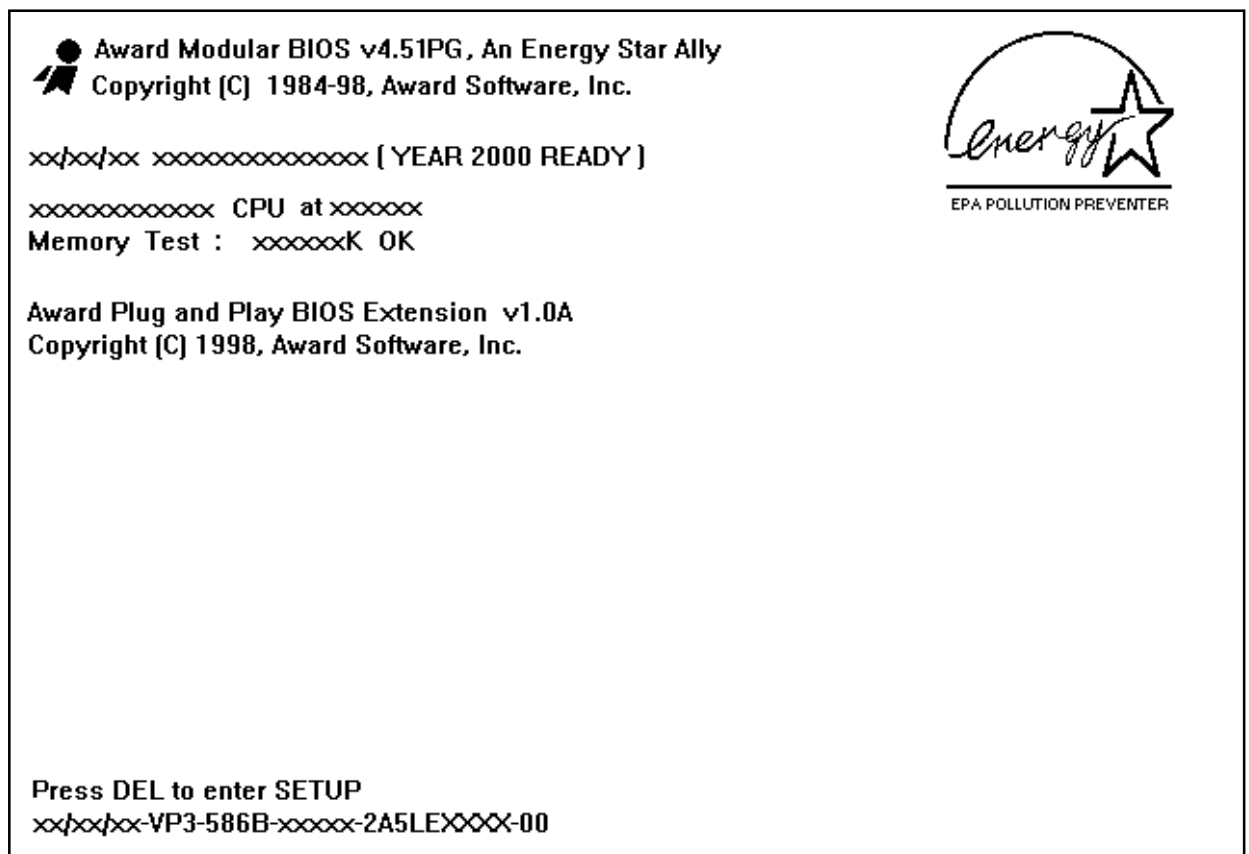 Award Modular BIOS v4.51PG, An Energy Star Ally
Copyright (C) 1984-98, Award Software, Inc.
energy
EPA POLLUTION PREVENTER
xx/xx/xx xxxxxxxxxxxxxx ( YEAR 2000 READY )
xxxxxxxxxxxx CPU at xxxxxx
Memory Test : xxxxxxK OK
Award Plug and Play BIOS Extension v1.0A
Copyright (C) 1998, Award Software, Inc.
Press DEL to enter SETUP
xx/xx/xx-VP3-586B-xxxxx-2A5LEXXXX-00